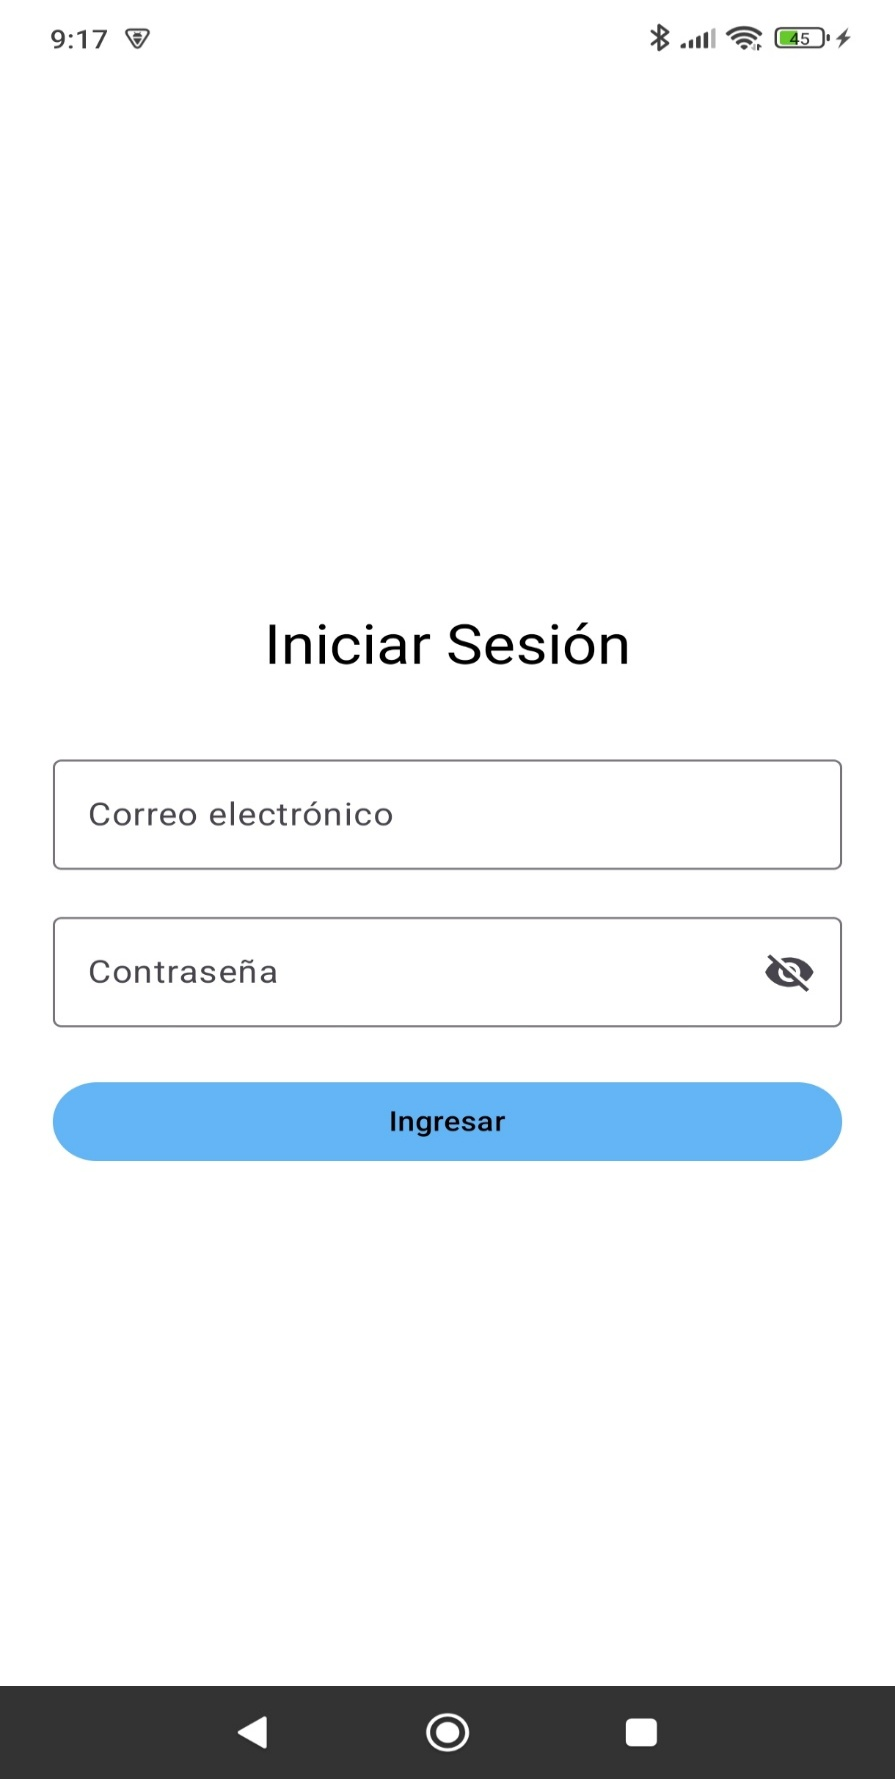 9:17
45
Iniciar Sesión
Correo electrónico
Contraseña
Ingresar